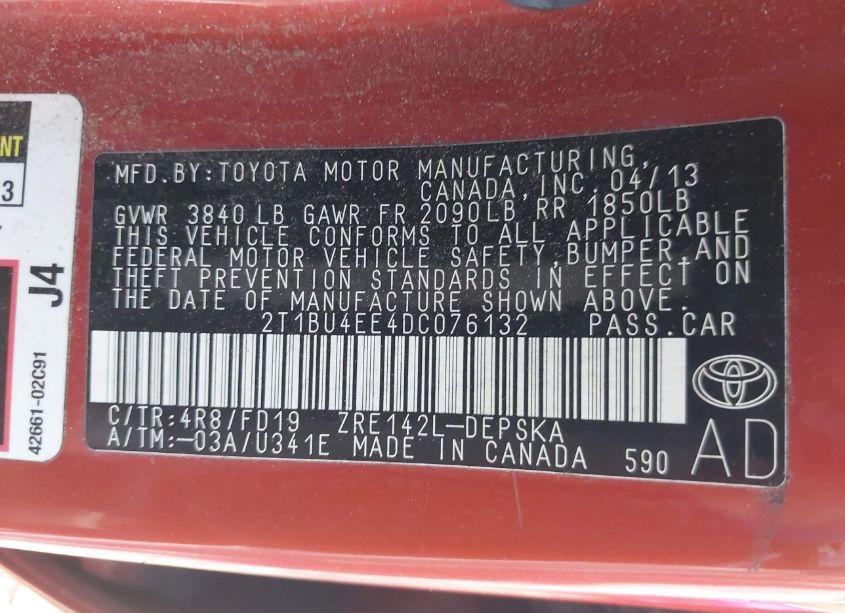 MFD.BY:TOYOTA MOTOR MANUFACTURING,
CANADA,INC. 04/13
GVWR 3840 LB GAWR FR 2090LB RR 1850LB
THIS VEHICLE CONFORMS TO ALL APPLICABLE
FEDERAL MOTOR VEHICLE SAFETY,BUMPER,AND
THEFT PREVENTION STANDARDS IN EFFECT ON
THE DATE OF MANUFACTURE SHOWN ABOVE.
2T1BU4EE4DC076132 PASS.CAR
C/TR:4R8/FD19 ZRE142L-DEPSKA
A/TM:-03A/U341E MADE IN CANADA 590
AD
3
J4
42661-02C91